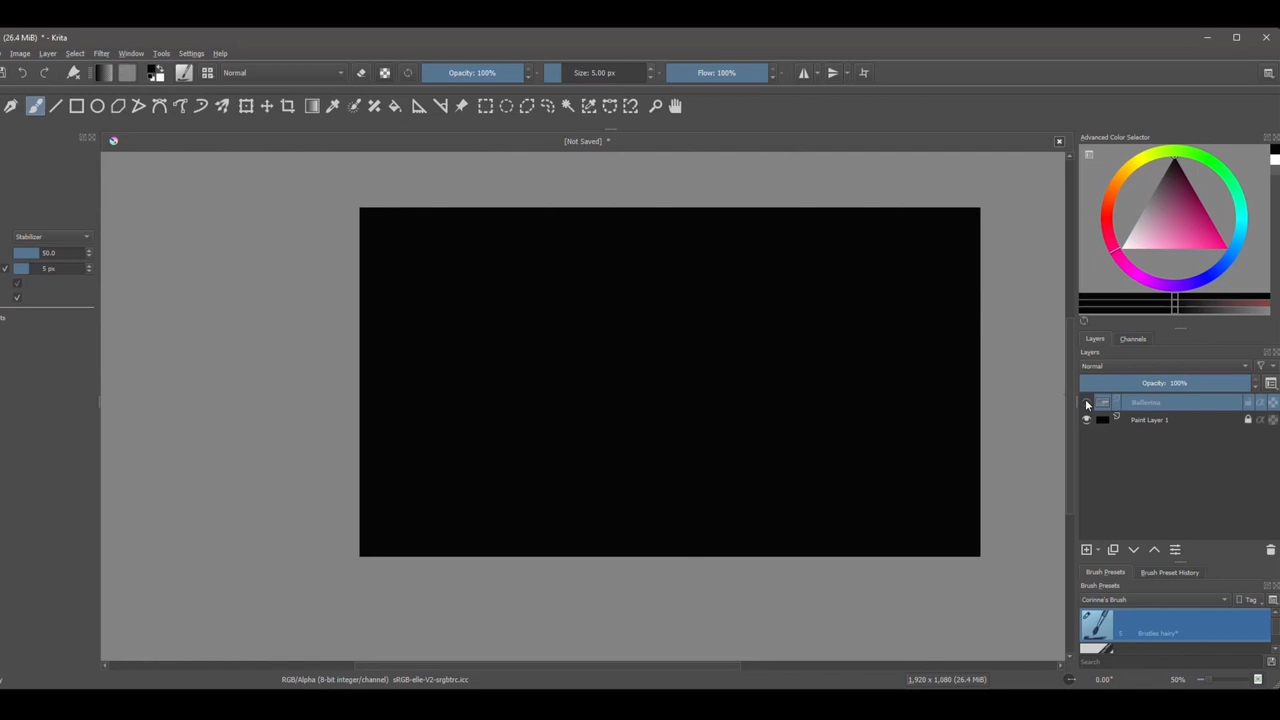 (26.4 MiB) * - Krita
Image Layer Select Filter Window Tools Settings Help
Normal Opacity: 100% Size: 5.00 px Flow: 100%
[Not Saved] *
Advanced Color Selector
Stabilizer
50.0
5 px
Layers Channels
Layers
Normal
Opacity: 100%
Ballerina
Paint Layer 1
Brush Presets Brush Preset History
Brush Presets
Corinne's Brush Tag
S Bristles hairy*
Search
RGB/Alpha (8-bit integer/channel) sRGB-elle-V2-srgbtrc.icc 1,920 x 1,080 (26.4 MiB) 0.00° 50%